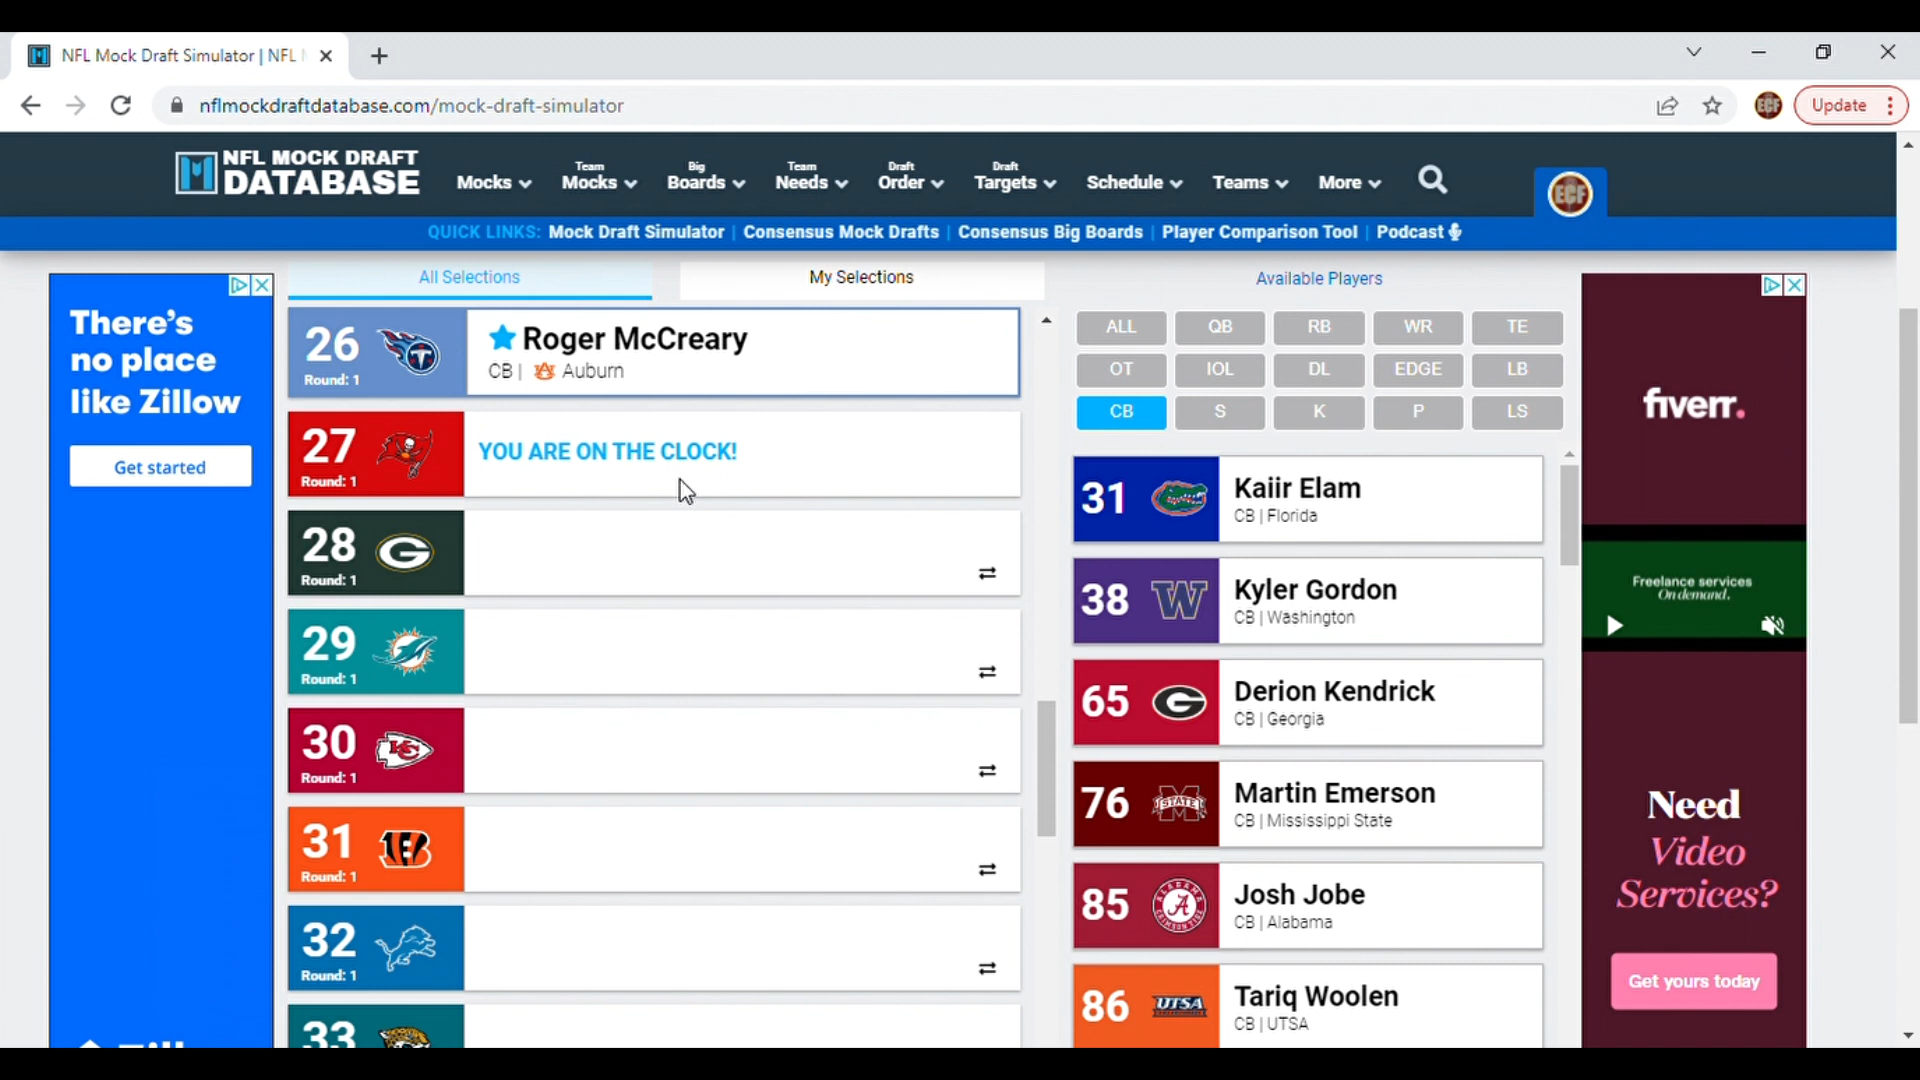 NFL Mock Draft Simulator | NFL
nflmockdraftdatabase.com/mock-draft-simulator
ECF
Update
NFL MOCK DRAFT
DATABASE
Mocks
Team
Mocks
Big
Boards
Team
Needs
Draft
Order
Draft
Targets
Schedule
Teams
More
ECF
QUICK LINKS: Mock Draft Simulator | Consensus Mock Drafts | Consensus Big Boards | Player Comparison Tool | Podcast
There's
no place
like Zillow
Get started
All Selections
My Selections
26
Round: 1
Roger McCreary
CB | Auburn
27
Round: 1
YOU ARE ON THE CLOCK!
28
Round: 1
G
29
Round: 1
30
Round: 1
KC
31
Round: 1
B
32
Round: 1
33
Available Players
ALL QB RB WR TE
OT IOL DL EDGE LB
CB S K P LS
31
Kaiir Elam
CB | Florida
38
W
Kyler Gordon
CB | Washington
65
G
Derion Kendrick
CB | Georgia
76
STATE
Martin Emerson
CB | Mississippi State
85
ALABAMA
A
Josh Jobe
CB | Alabama
86
UTSA
Tariq Woolen
CB | UTSA
fiverr.
Freelance services
On demand.
Need
Video
Services?
Get yours today